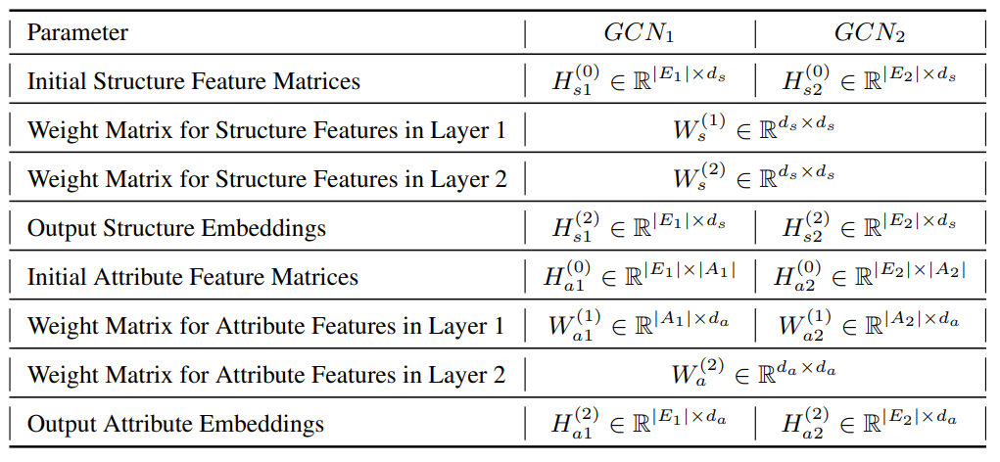 Parameter $GCN_1$ $GCN_2$
Initial Structure Feature Matrices $H_{s1}^{(0)} \in \mathbb{R}^{|E_1| \times d_s}$ $H_{s2}^{(0)} \in \mathbb{R}^{|E_2| \times d_s}$
Weight Matrix for Structure Features in Layer 1 $W_s^{(1)} \in \mathbb{R}^{d_s \times d_s}$
Weight Matrix for Structure Features in Layer 2 $W_s^{(2)} \in \mathbb{R}^{d_s \times d_s}$
Output Structure Embeddings $H_{s1}^{(2)} \in \mathbb{R}^{|E_1| \times d_s}$ $H_{s2}^{(2)} \in \mathbb{R}^{|E_2| \times d_s}$
Initial Attribute Feature Matrices $H_{a1}^{(0)} \in \mathbb{R}^{|E_1| \times |A_1|}$ $H_{a2}^{(0)} \in \mathbb{R}^{|E_2| \times |A_2|}$
Weight Matrix for Attribute Features in Layer 1 $W_{a1}^{(1)} \in \mathbb{R}^{|A_1| \times d_a}$ $W_{a2}^{(1)} \in \mathbb{R}^{|A_2| \times d_a}$
Weight Matrix for Attribute Features in Layer 2 $W_a^{(2)} \in \mathbb{R}^{d_a \times d_a}$
Output Attribute Embeddings $H_{a1}^{(2)} \in \mathbb{R}^{|E_1| \times d_a}$ $H_{a2}^{(2)} \in \mathbb{R}^{|E_2| \times d_a}$